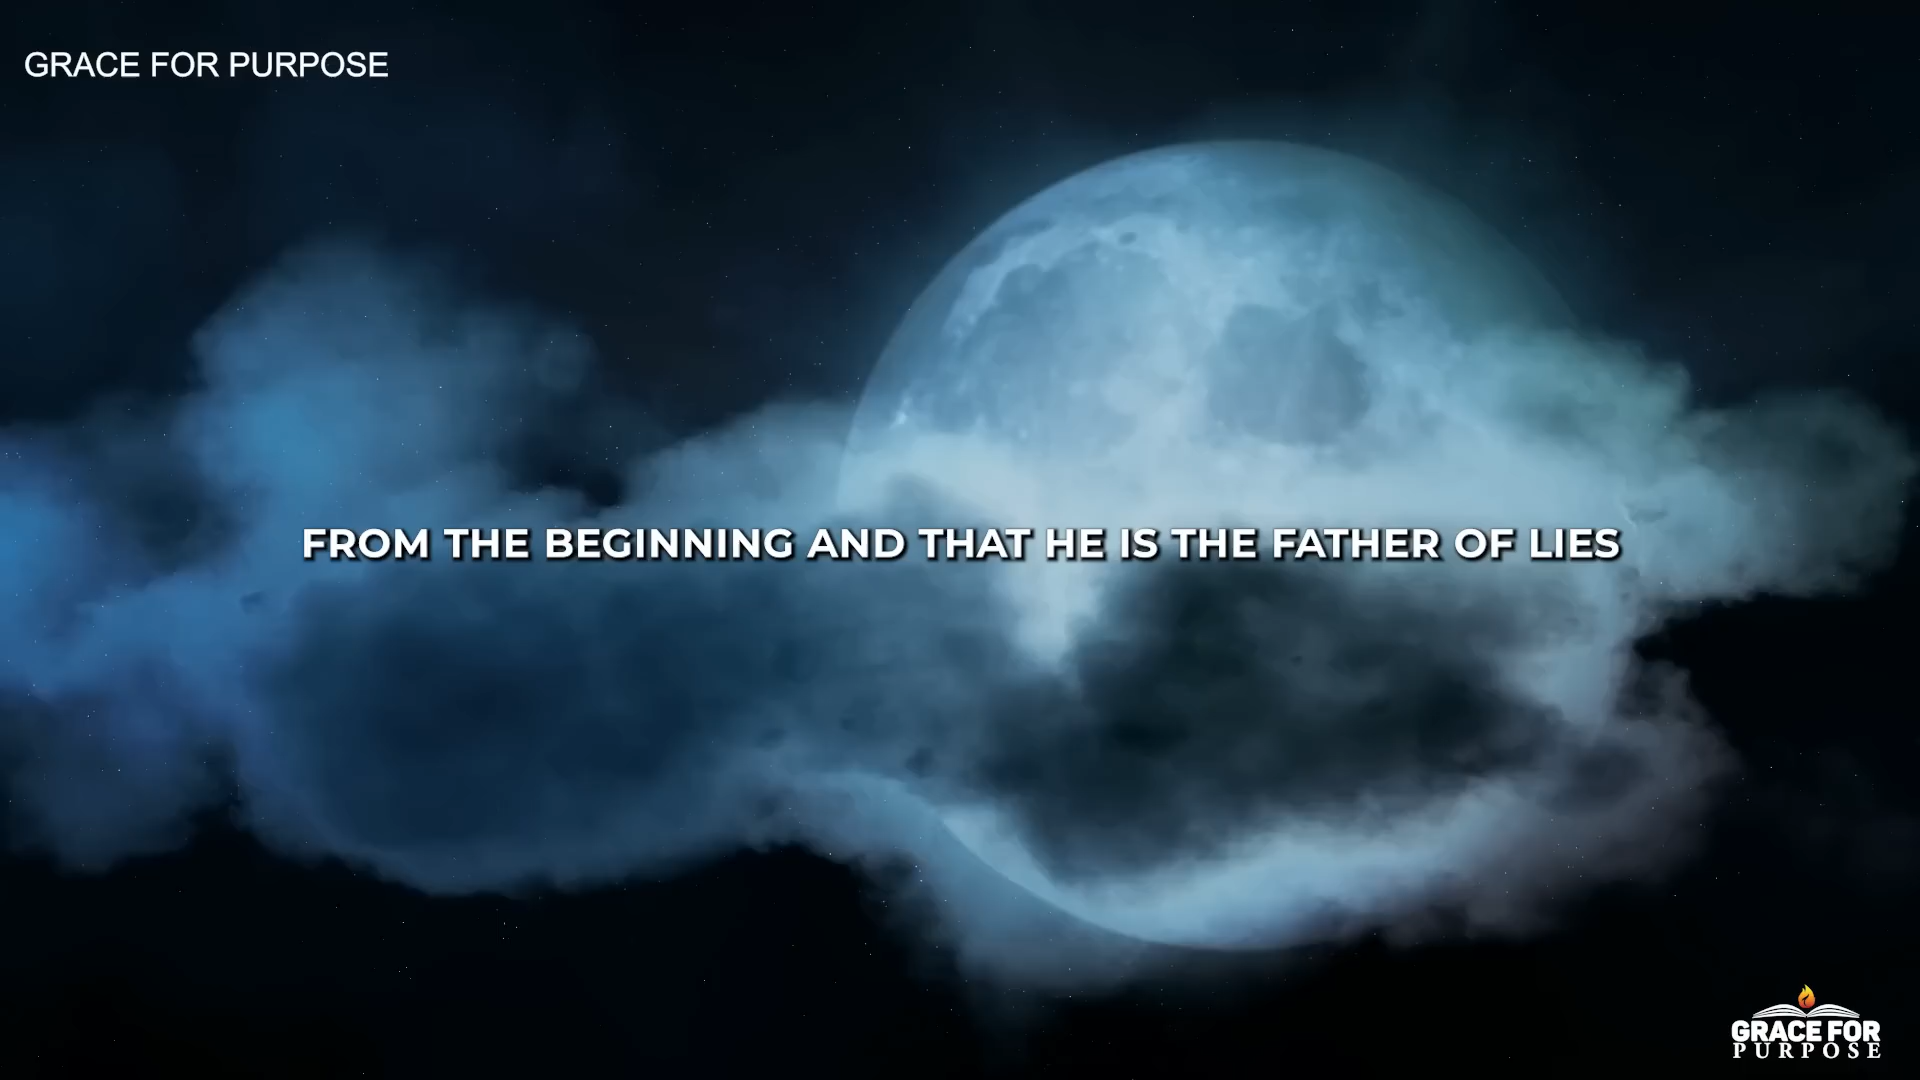 GRACE FOR PURPOSE
FROM THE BEGINNING AND THAT HE IS THE FATHER OF LIES
GRACE FOR
PURPOSE